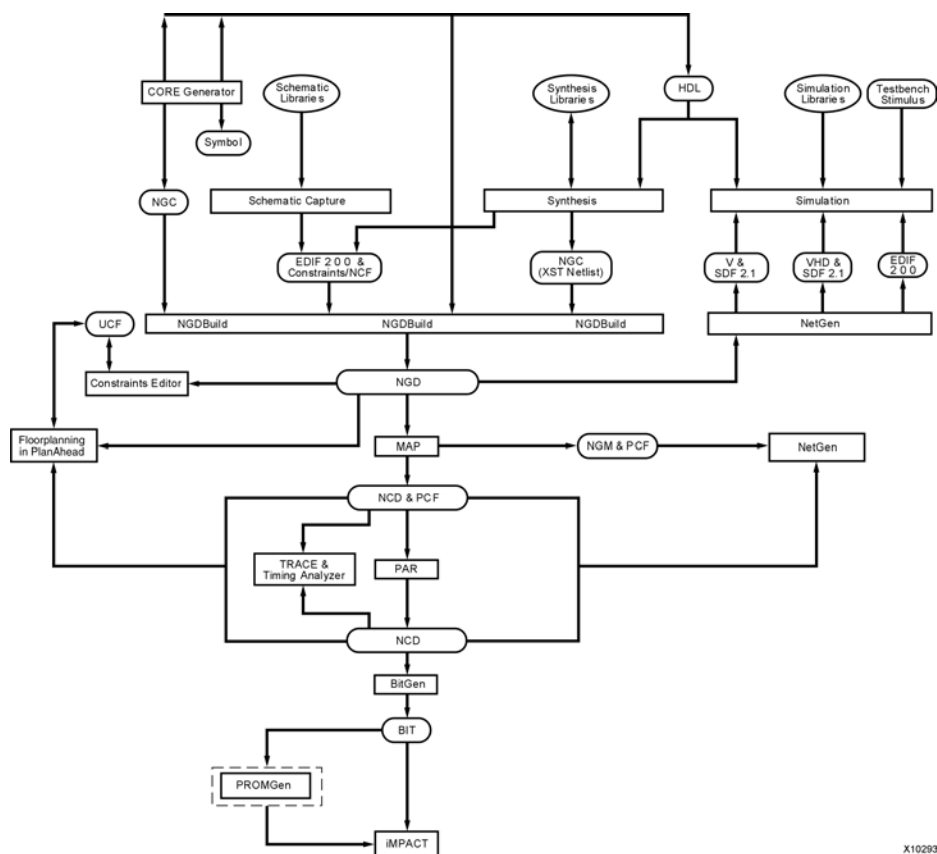 CORE Generator
Schematic
Libraries
Synthesis
Libraries
HDL
Simulation
Libraries
Testbench
Stimulus
Symbol
NGC
Schematic Capture
Synthesis
Simulation
EDIF 2 0 0 &
Constraints/NCF
NGC
(XST Netlist)
V &
SDF 2.1
VHD &
SDF 2.1
EDIF
2 0 0
UCF
NGDBuild
NGDBuild
NGDBuild
NetGen
Constraints Editor
NGD
Floorplanning
in PlanAhead
MAP
NGM & PCF
NetGen
NCD & PCF
TRACE &
Timing Analyzer
PAR
NCD
BitGen
BIT
PROMGen
iMPACT
X10293